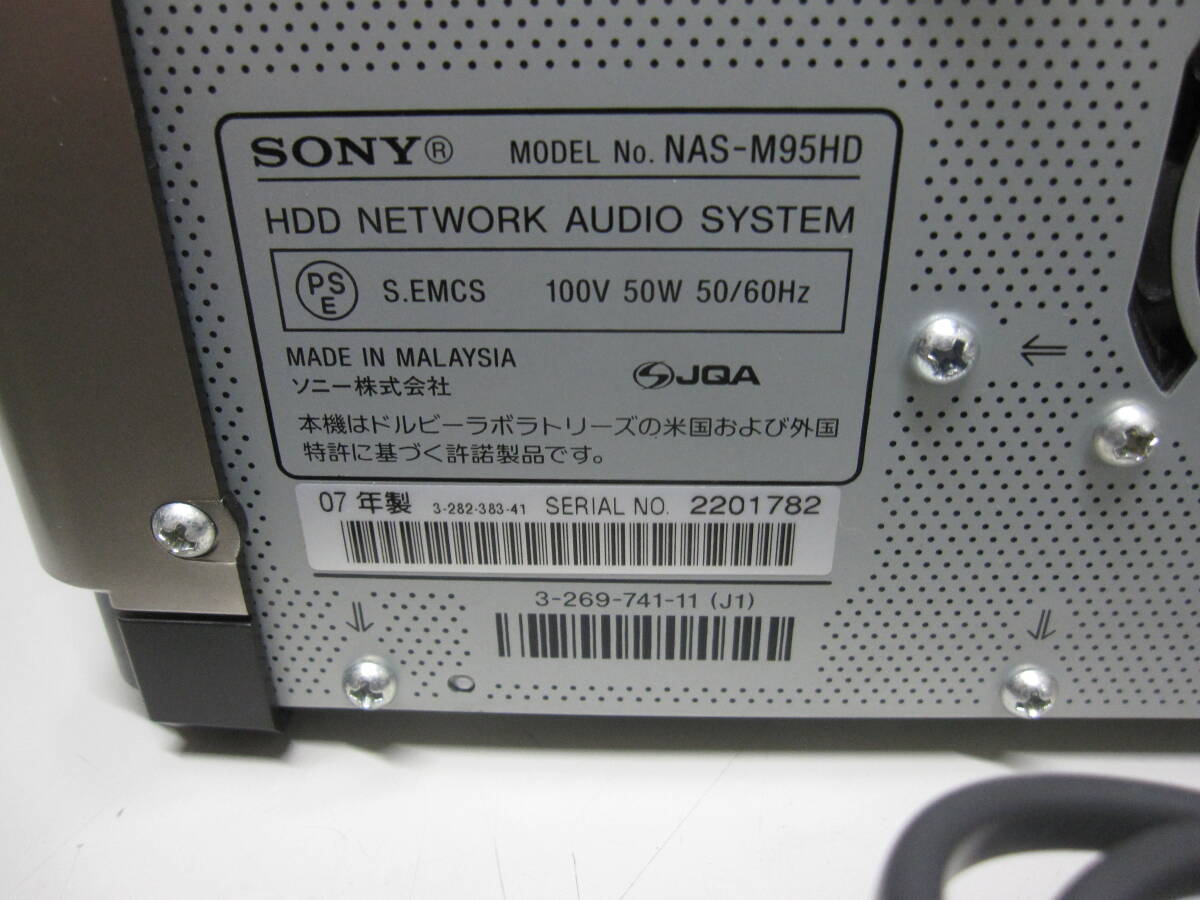 SONY® MODEL No. NAS-M95HD
HDD NETWORK AUDIO SYSTEM
PSE S.EMCS 100V 50W 50/60Hz
MADE IN MALAYSIA
ソニー株式会社
JQA
本機はドルビーラボラトリーズの米国および外国
特許に基づく許諾製品です。
07年製 3-282-383-41 SERIAL NO. 2201782
3-269-741-11 (J1)